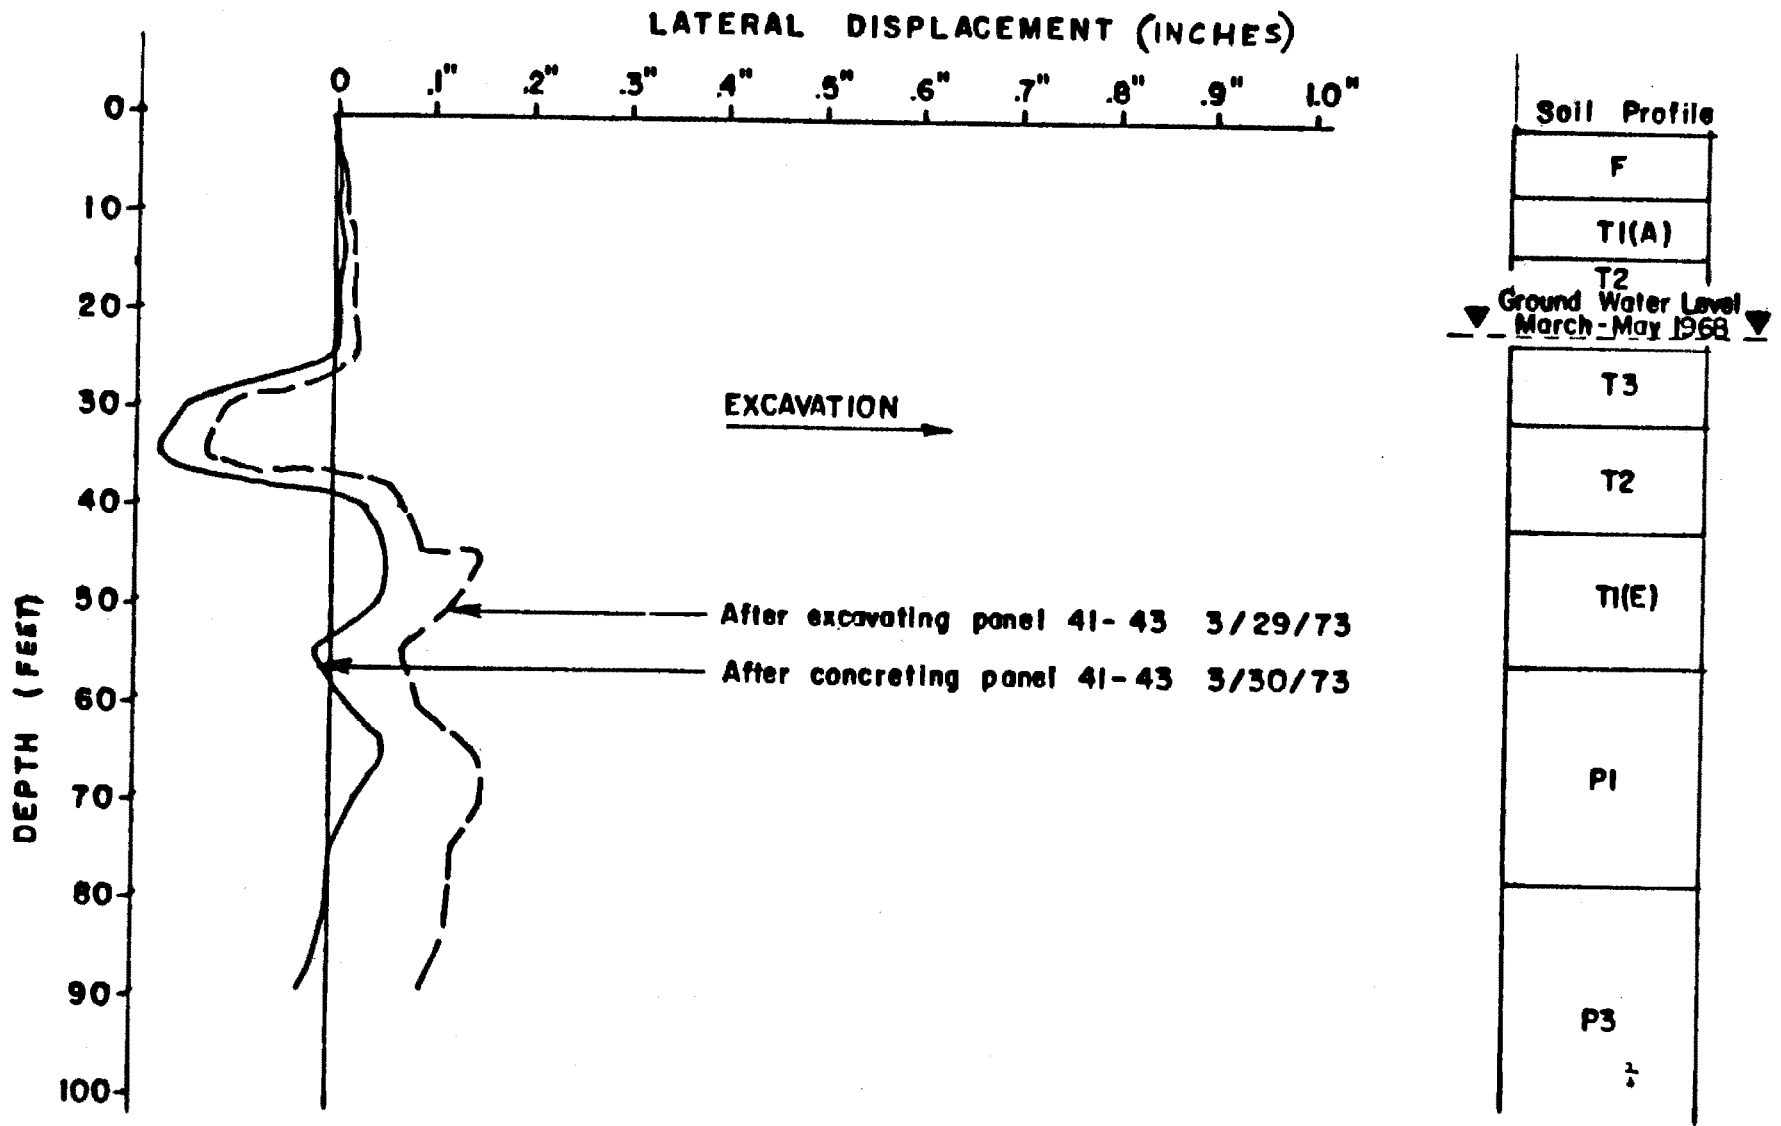 LATERAL DISPLACEMENT (INCHES)
0 .1" .2" .3" .4" .5" .6" .7" .8" .9" 1.0"
Soil Profile
F
T1(A)
T2
Ground Water Level
March-May 1968
T3
T2
T1(E)
P1
P3
DEPTH (FEET)
0
10
20
30
40
50
60
70
80
90
100
EXCAVATION
After excavating panel 41-43 3/29/73
After concreting panel 41-43 3/30/73